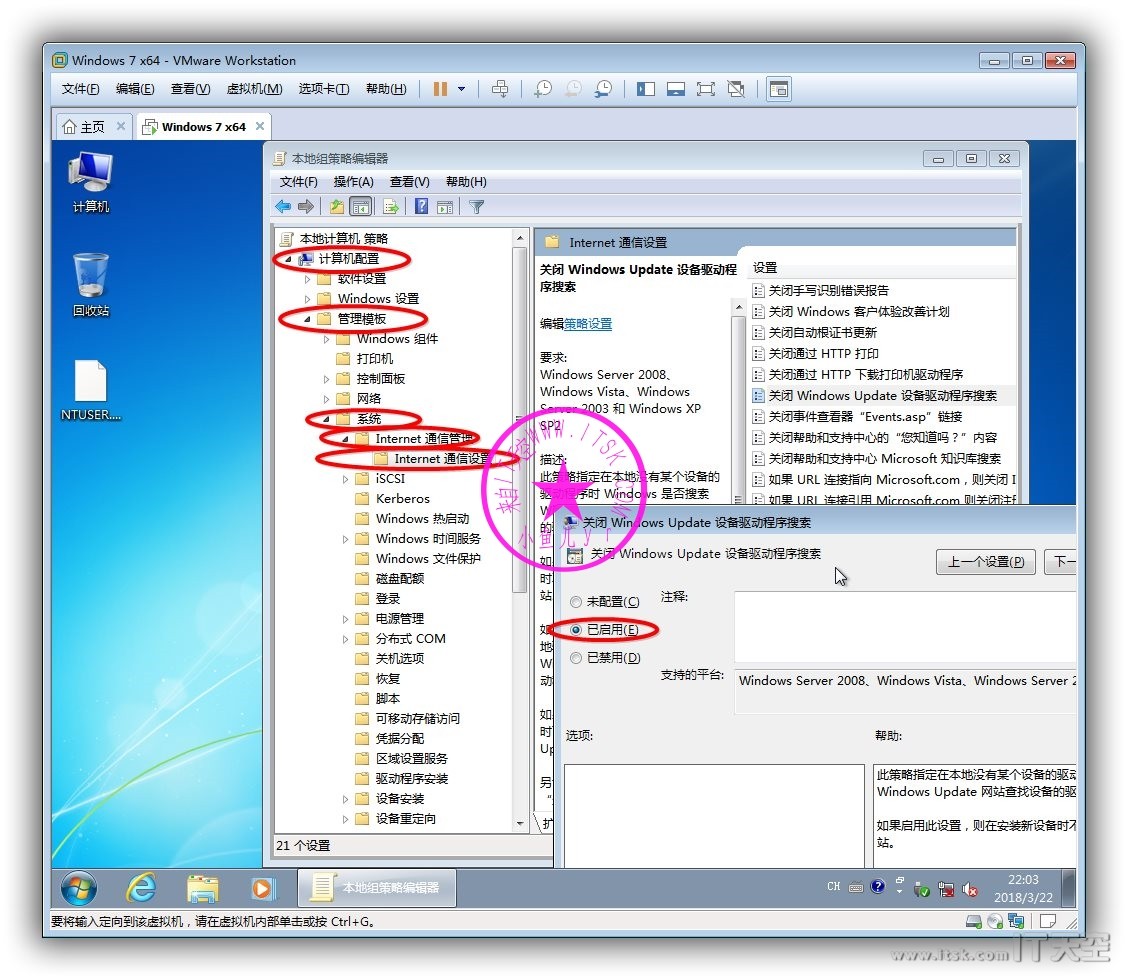 Windows 7 x64 - VMware Workstation
文件(F) 编辑(E) 查看(V) 虚拟机(M) 选项卡(T) 帮助(H)
主页 Windows 7 x64
计算机
回收站
NTUSER....
本地组策略编辑器
文件(F) 操作(A) 查看(V) 帮助(H)
本地计算机 策略
计算机配置
软件设置
Windows 设置
管理模板
Windows 组件
打印机
控制面板
网络
系统
Internet 通信管理
Internet 通信设置
iSCSI
Kerberos
Windows 热启动
Windows 时间服务
Windows 文件保护
磁盘配额
登录
电源管理
分布式 COM
关机选项
恢复
脚本
可移动存储访问
凭据分配
区域设置服务
驱动程序安装
设备安装
设备重定向
21 个设置
Internet 通信设置
关闭 Windows Update 设备驱动程
序搜索
编辑策略设置
要求:
Windows Server 2008、
Windows Vista、Windows
Server 2003 和 Windows XP
SP2
描述:
此策略指定在本地没有某个设备的
驱动程序时 Windows 是否搜索
设置
关闭手写识别错误报告
关闭 Windows 客户体验改善计划
关闭自动根证书更新
关闭通过 HTTP 打印
关闭通过 HTTP 下载打印机驱动程序
关闭 Windows Update 设备驱动程序搜索
关闭事件查看器“Events.asp”链接
关闭帮助和支持中心的“您知道吗？”内容
关闭帮助和支持中心 Microsoft 知识库搜索
如果 URL 连接指向 Microsoft.com，则关闭 I
如果 URL 连接引用 Microsoft.com 则关闭注
来自IT天空WWW.ITSK.COM
小鱼儿yr
关闭 Windows Update 设备驱动程序搜索
关闭 Windows Update 设备驱动程序搜索
上一个设置(P) 下一
未配置(C) 注释:
已启用(E)
已禁用(D)
支持的平台:
Windows Server 2008、Windows Vista、Windows Server 2
选项: 帮助:
此策略指定在本地没有某个设备的驱动
Windows Update 网站查找设备的驱
如果启用此设置，则在安装新设备时不
站。
本地组策略编辑器
CH
22:03
2018/3/22
要将输入定向到该虚拟机，请在虚拟机内部单击或按 Ctrl+G。
www.itsk.com IT天空